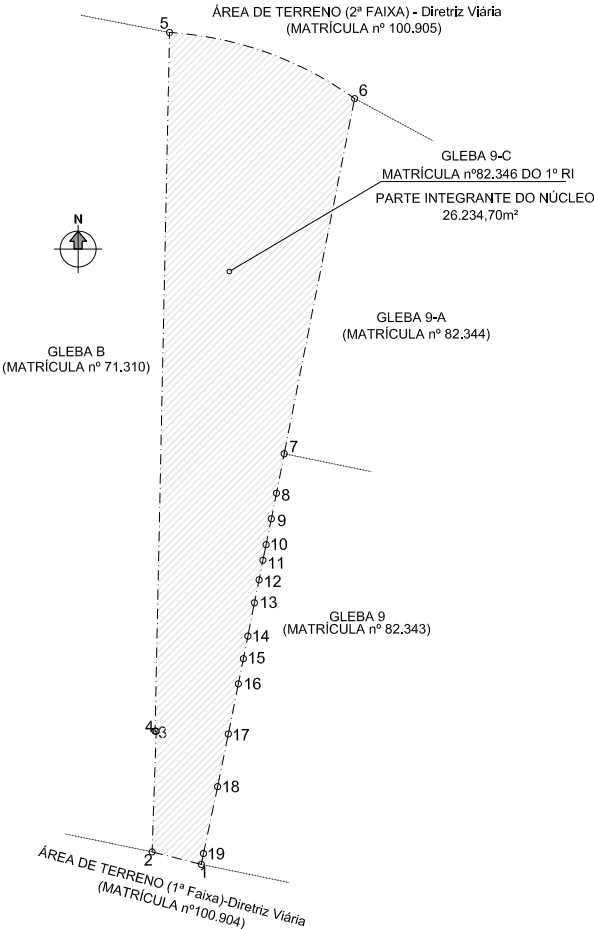 5
ÁREA DE TERRENO (2ª FAIXA) - Diretriz Viária
(MATRÍCULA nº 100.905)
6
GLEBA 9-C
MATRÍCULA nº82.346 DO 1º RI
PARTE INTEGRANTE DO NÚCLEO
26.234,70m²
N
GLEBA 9-A
(MATRÍCULA nº 82.344)
GLEBA B
(MATRÍCULA nº 71.310)
7
8
9
10
11
12
13
GLEBA 9
(MATRÍCULA nº 82.343)
14
15
16
17
4
3
18
19
2
1
ÁREA DE TERRENO (1ª Faixa)-Diretriz Viária
(MATRÍCULA nº100.904)